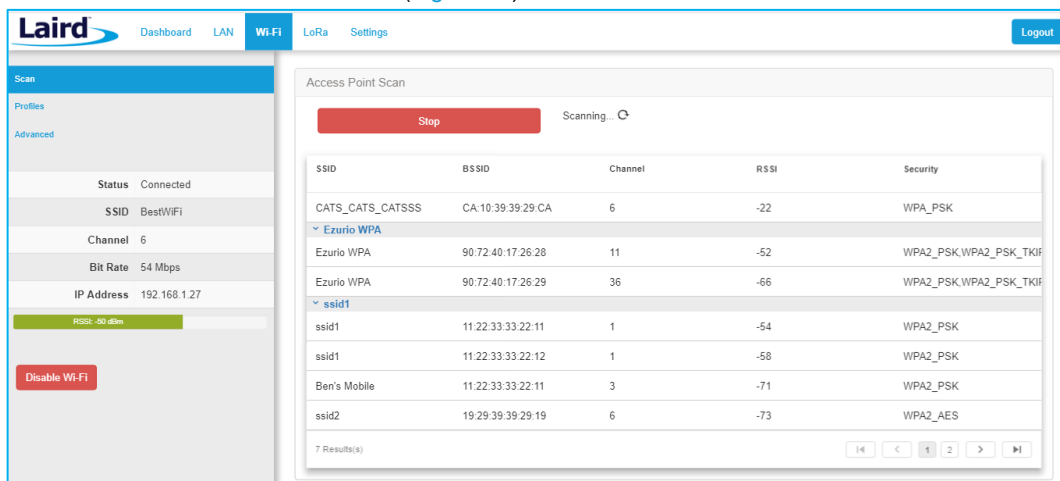 Laird Dashboard LAN Wi-Fi LoRa Settings Logout
Scan
Profiles
Advanced
Status Connected
SSID BestWiFi
Channel 6
Bit Rate 54 Mbps
IP Address 192.168.1.27
RSSI: -50 dBm
Disable Wi-Fi
Access Point Scan
Stop Scanning...
SSID BSSID Channel RSSI Security
CATS_CATS_CATSSS CA:10:39:39:29:CA 6 -22 WPA_PSK
Ezurio WPA
Ezurio WPA 90:72:40:17:26:28 11 -52 WPA2_PSK,WPA2_PSK_TKIP
Ezurio WPA 90:72:40:17:26:29 36 -66 WPA2_PSK,WPA2_PSK_TKIP
ssid1
ssid1 11:22:33:33:22:11 1 -54 WPA2_PSK
ssid1 11:22:33:33:22:12 1 -58 WPA2_PSK
Ben's Mobile 11:22:33:33:22:11 3 -71 WPA2_PSK
ssid2 19:29:39:39:29:19 6 -73 WPA2_AES
7 Results(s) 1 2